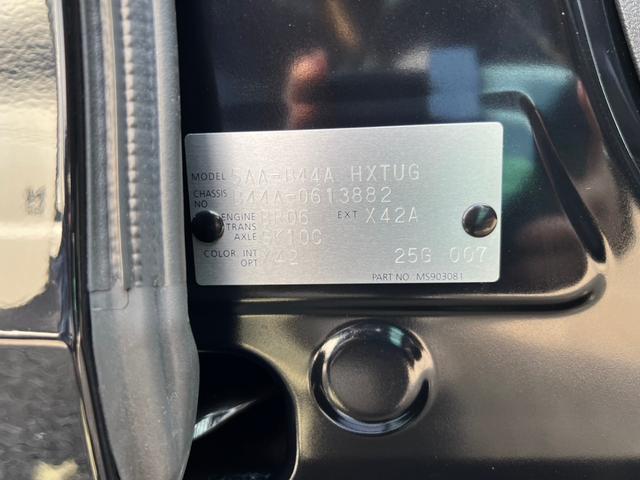 MODEL 5AA-B44A HXTUG
CHASSIS NO B44A-0613882
ENGINE BR06 EXT X42A
TRANS AXLE
COLOR INT OPT X42 25G 007
PART NO MS903081